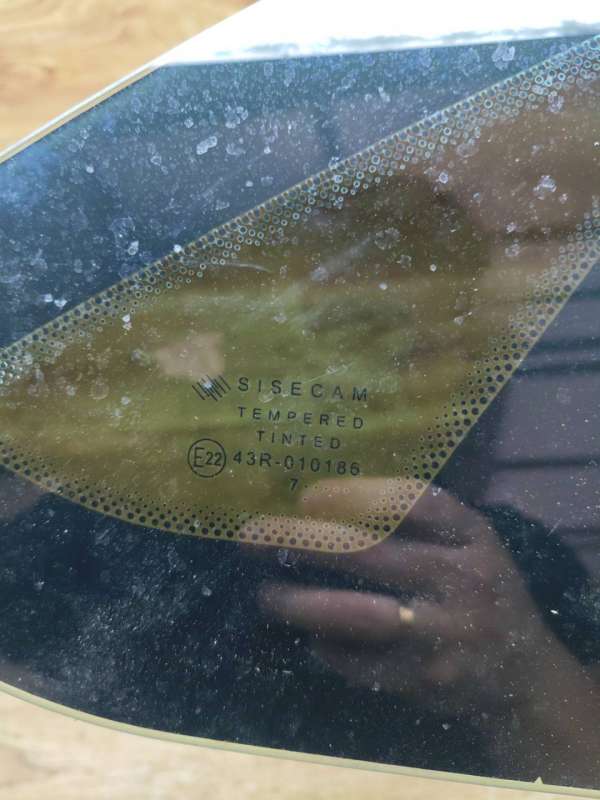 SISECAM
TEMPERED
TINTED
E22 43R-010186
7